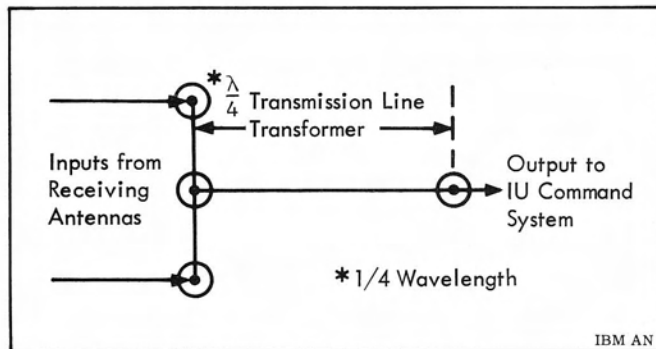 * λ/4 Transmission Line
Transformer
Inputs from
Receiving
Antennas
Output to
IU Command
System
* 1/4 Wavelength
IBM AN